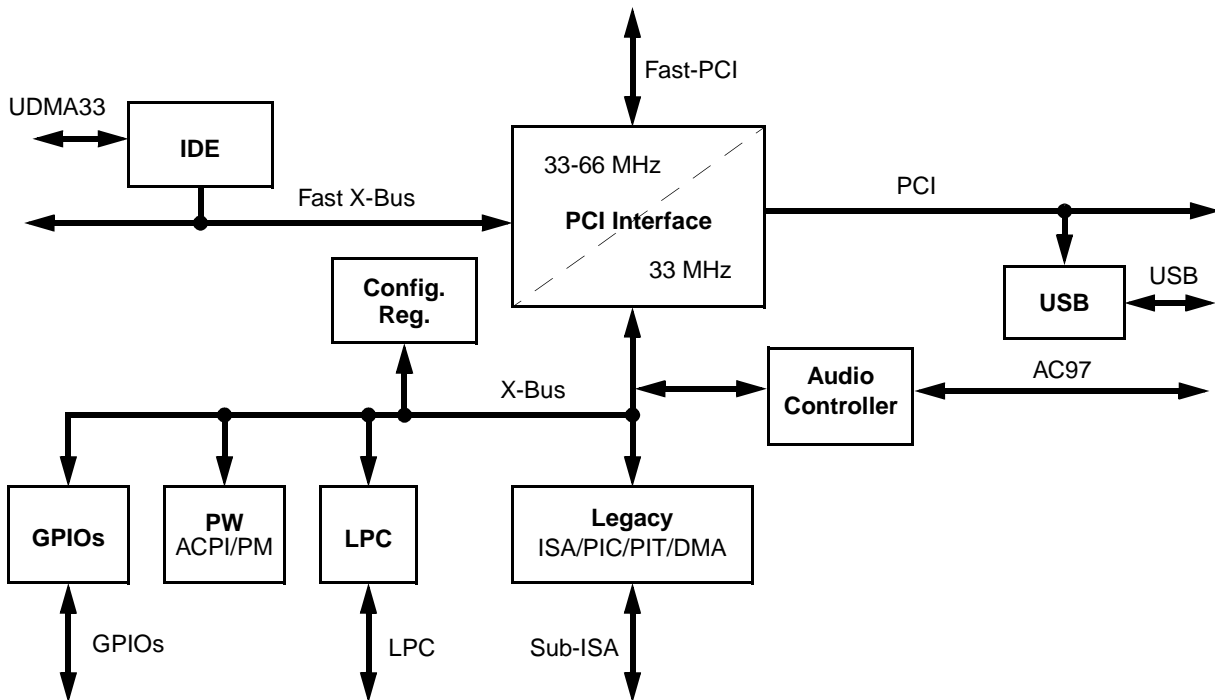 Fast-PCI
UDMA33
IDE
33-66 MHz
Fast X-Bus
PCI
PCI Interface
33 MHz
Config.
Reg.
USB
USB
X-Bus
Audio
Controller
AC97
GPIOs
PW
ACPI/PM
LPC
Legacy
ISA/PIC/PIT/DMA
GPIOs
LPC
Sub-ISA